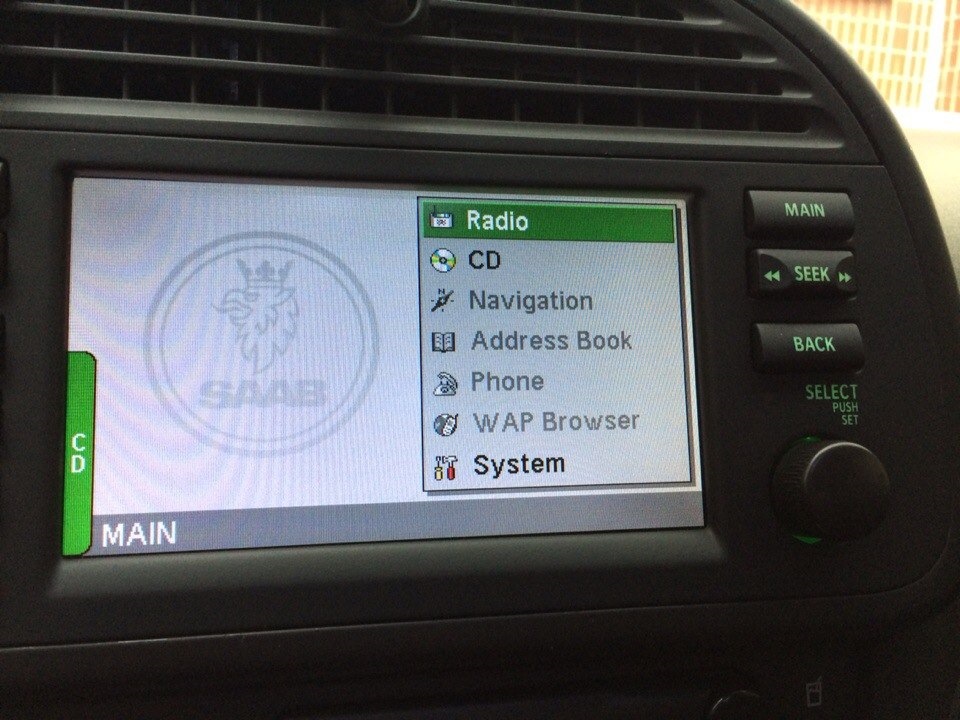 Radio
CD
Navigation
Address Book
Phone
WAP Browser
System
SAAB
CD
MAIN
MAIN
SEEK
BACK
SELECT
PUSH
SET